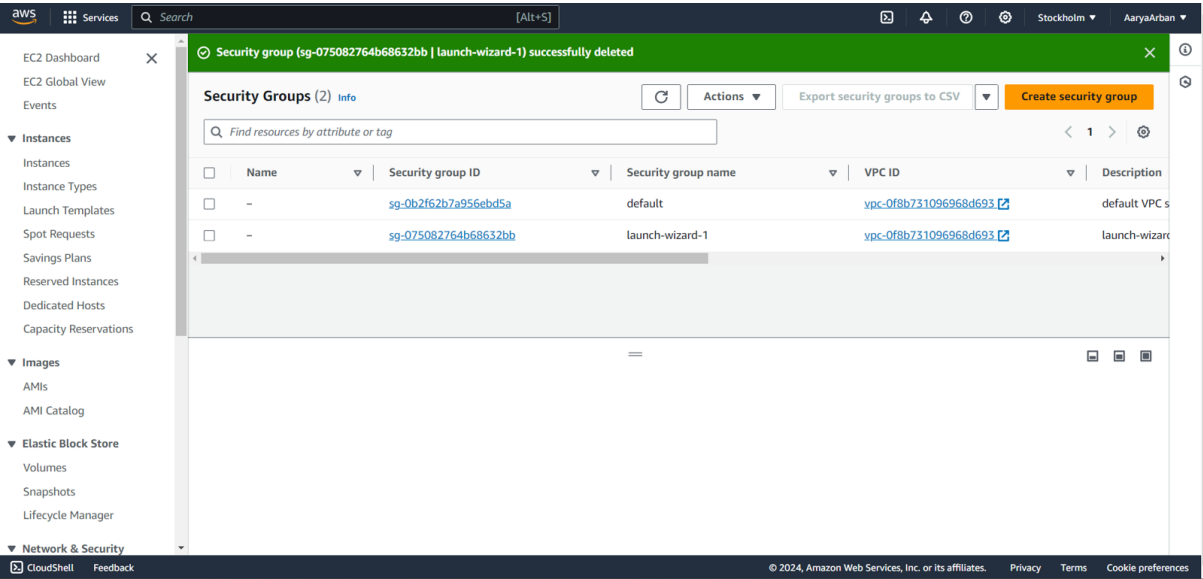 aws Services Search [Alt+S] Stockholm ▼ AaryaArban ▼
EC2 Dashboard
EC2 Global View
Events
Instances
Instances
Instance Types
Launch Templates
Spot Requests
Savings Plans
Reserved Instances
Dedicated Hosts
Capacity Reservations
Images
AMIs
AMI Catalog
Elastic Block Store
Volumes
Snapshots
Lifecycle Manager
Network & Security
Security group (sg-075082764b68632bb | launch-wizard-1) successfully deleted
Security Groups (2) Info Actions ▼ Export security groups to CSV ▼ Create security group
Find resources by attribute or tag < 1 >
Name Security group ID Security group name VPC ID Description
– sg-0b2f62b7a956ebd5a default vpc-0f8b731096968d693 default VPC s
– sg-075082764b68632bb launch-wizard-1 vpc-0f8b731096968d693 launch-wizard
CloudShell Feedback © 2024, Amazon Web Services, Inc. or its affiliates. Privacy Terms Cookie preferences